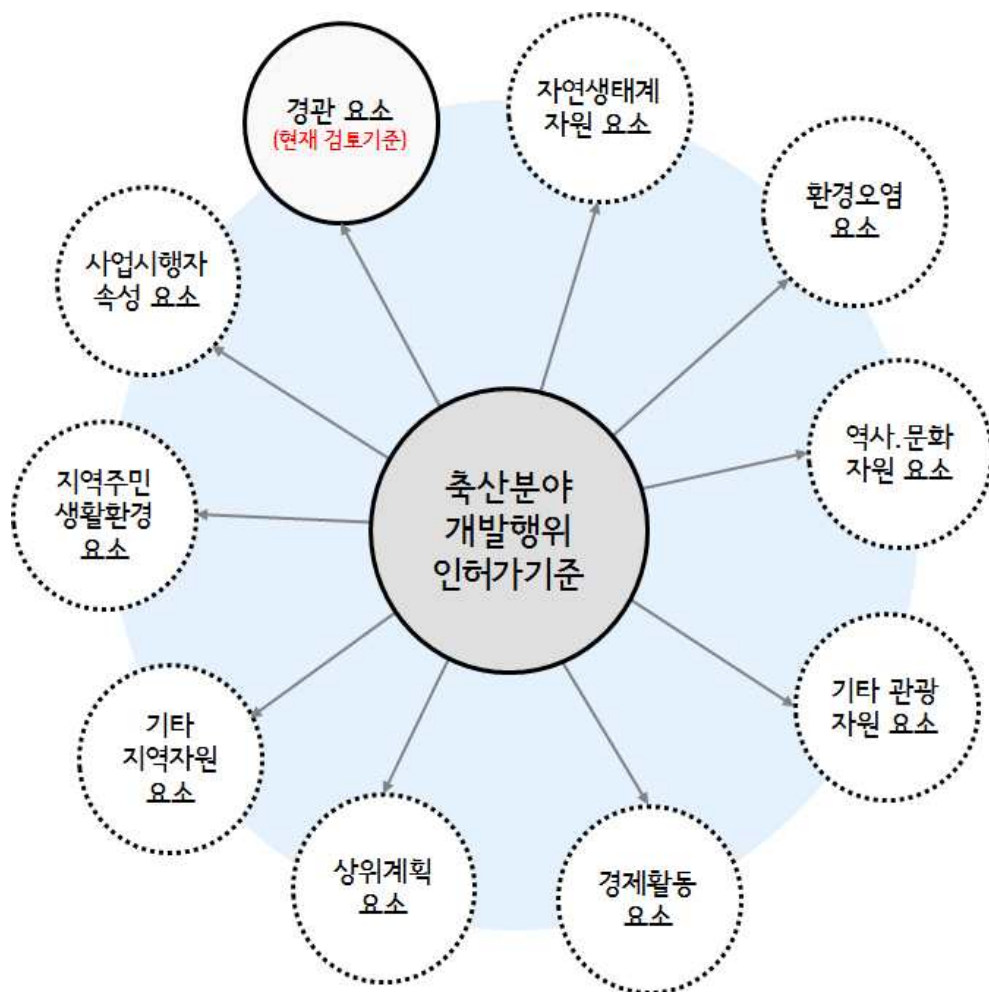 경관 요소
(현재 검토기준)
자연생태계
자원 요소
환경오염
요소
사업시행자
속성 요소
역사.문화
자원 요소
지역주민
생활환경
요소
축산분야
개발행위
인허가기준
기타 관광
자원 요소
기타
지역자원
요소
상위계획
요소
경제활동
요소